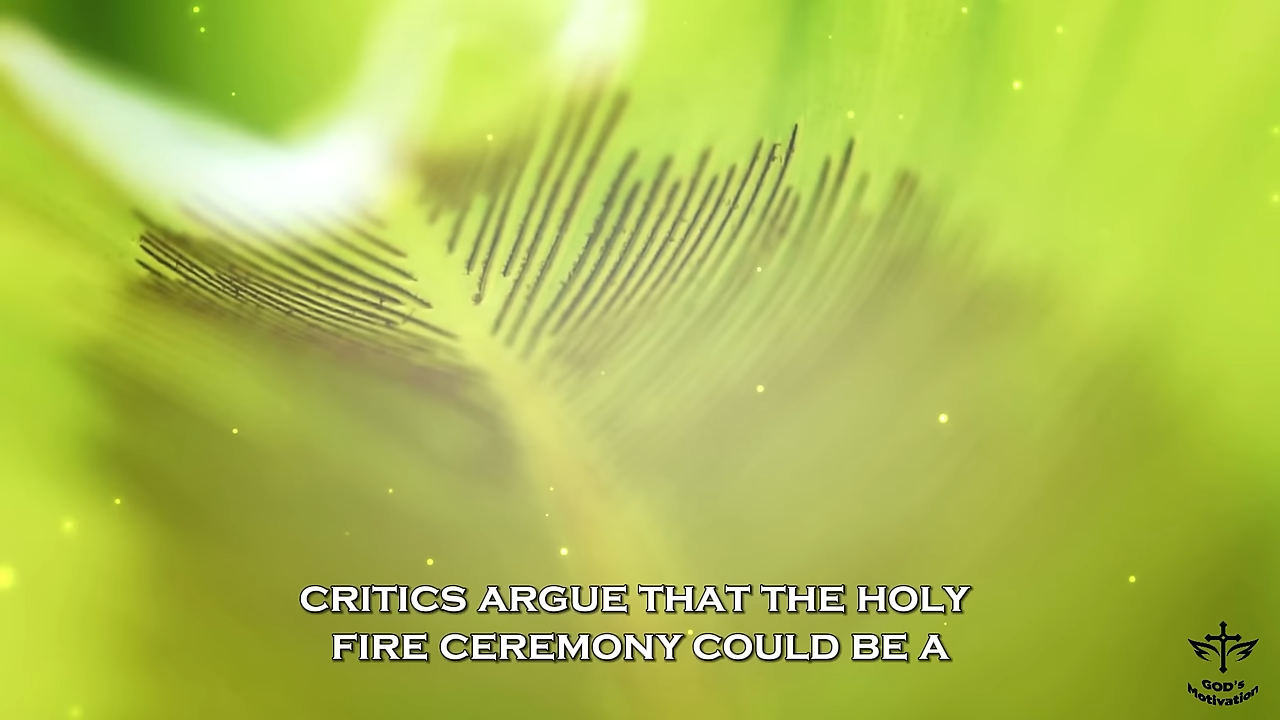 CRITICS ARGUE THAT THE HOLY
FIRE CEREMONY COULD BE A
GOD's
Motivation